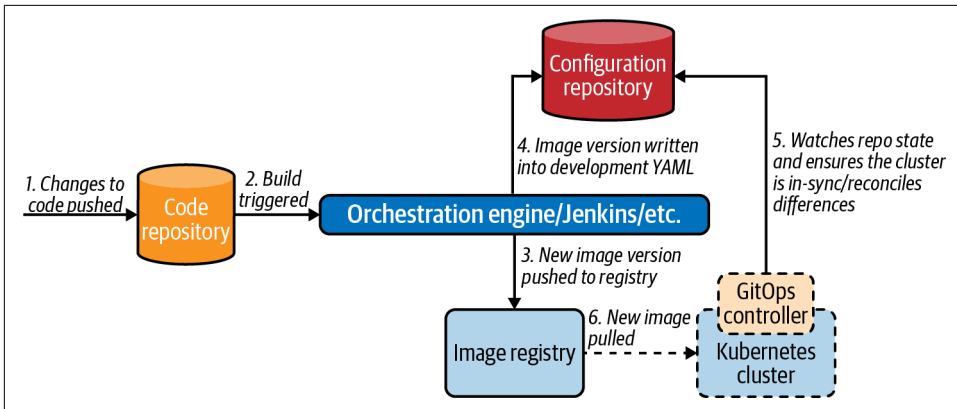 Configuration
repository
4. Image version written
into development YAML
5. Watches repo state
and ensures the cluster
is in-sync/reconciles
differences
1. Changes to
code pushed
2. Build
triggered
Code
repository
Orchestration engine/Jenkins/etc.
3. New image version
pushed to registry
GitOps
controller
6. New image
pulled
Image registry
Kubernetes
cluster